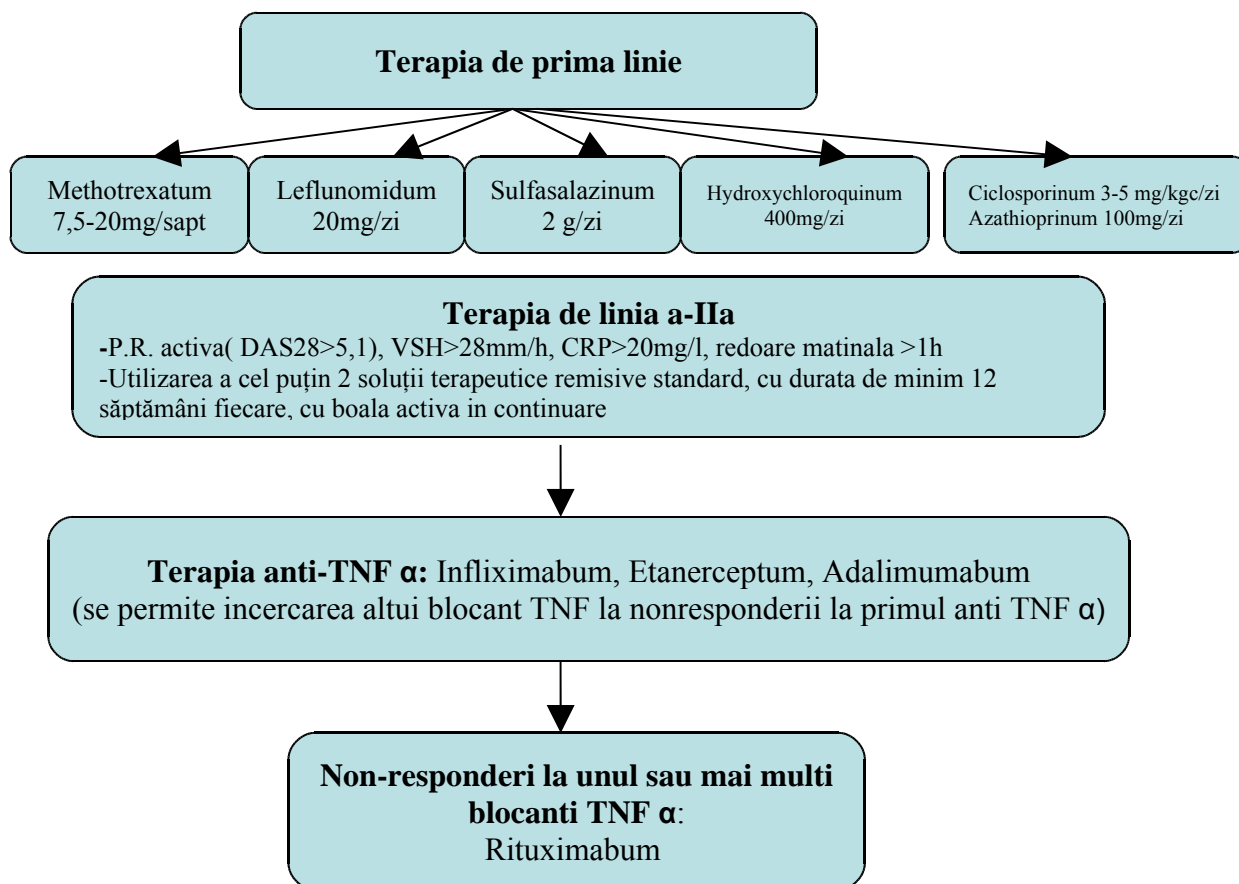 Terapia de prima linie
Methotrexatum
7,5-20mg/sapt
Leflunomidum
20mg/zi
Sulfasalazinum
2 g/zi
Hydroxychloroquinum
400mg/zi
Ciclosporinum 3-5 mg/kgc/zi
Azathioprinum 100mg/zi
Terapia de linia a-IIa
-P.R. activa( DAS28>5,1), VSH>28mm/h, CRP>20mg/l, redoare matinala >1h
-Utilizarea a cel puțin 2 soluții terapeutice remisive standard, cu durata de minim 12
săptămâni fiecare, cu boala activa in continuare
Terapia anti-TNF α: Infliximabum, Etanerceptum, Adalimumabum
(se permite incercarea altui blocant TNF la nonresponderii la primul anti TNF α)
Non-responderi la unul sau mai multi
blocanti TNF α:
Rituximabum